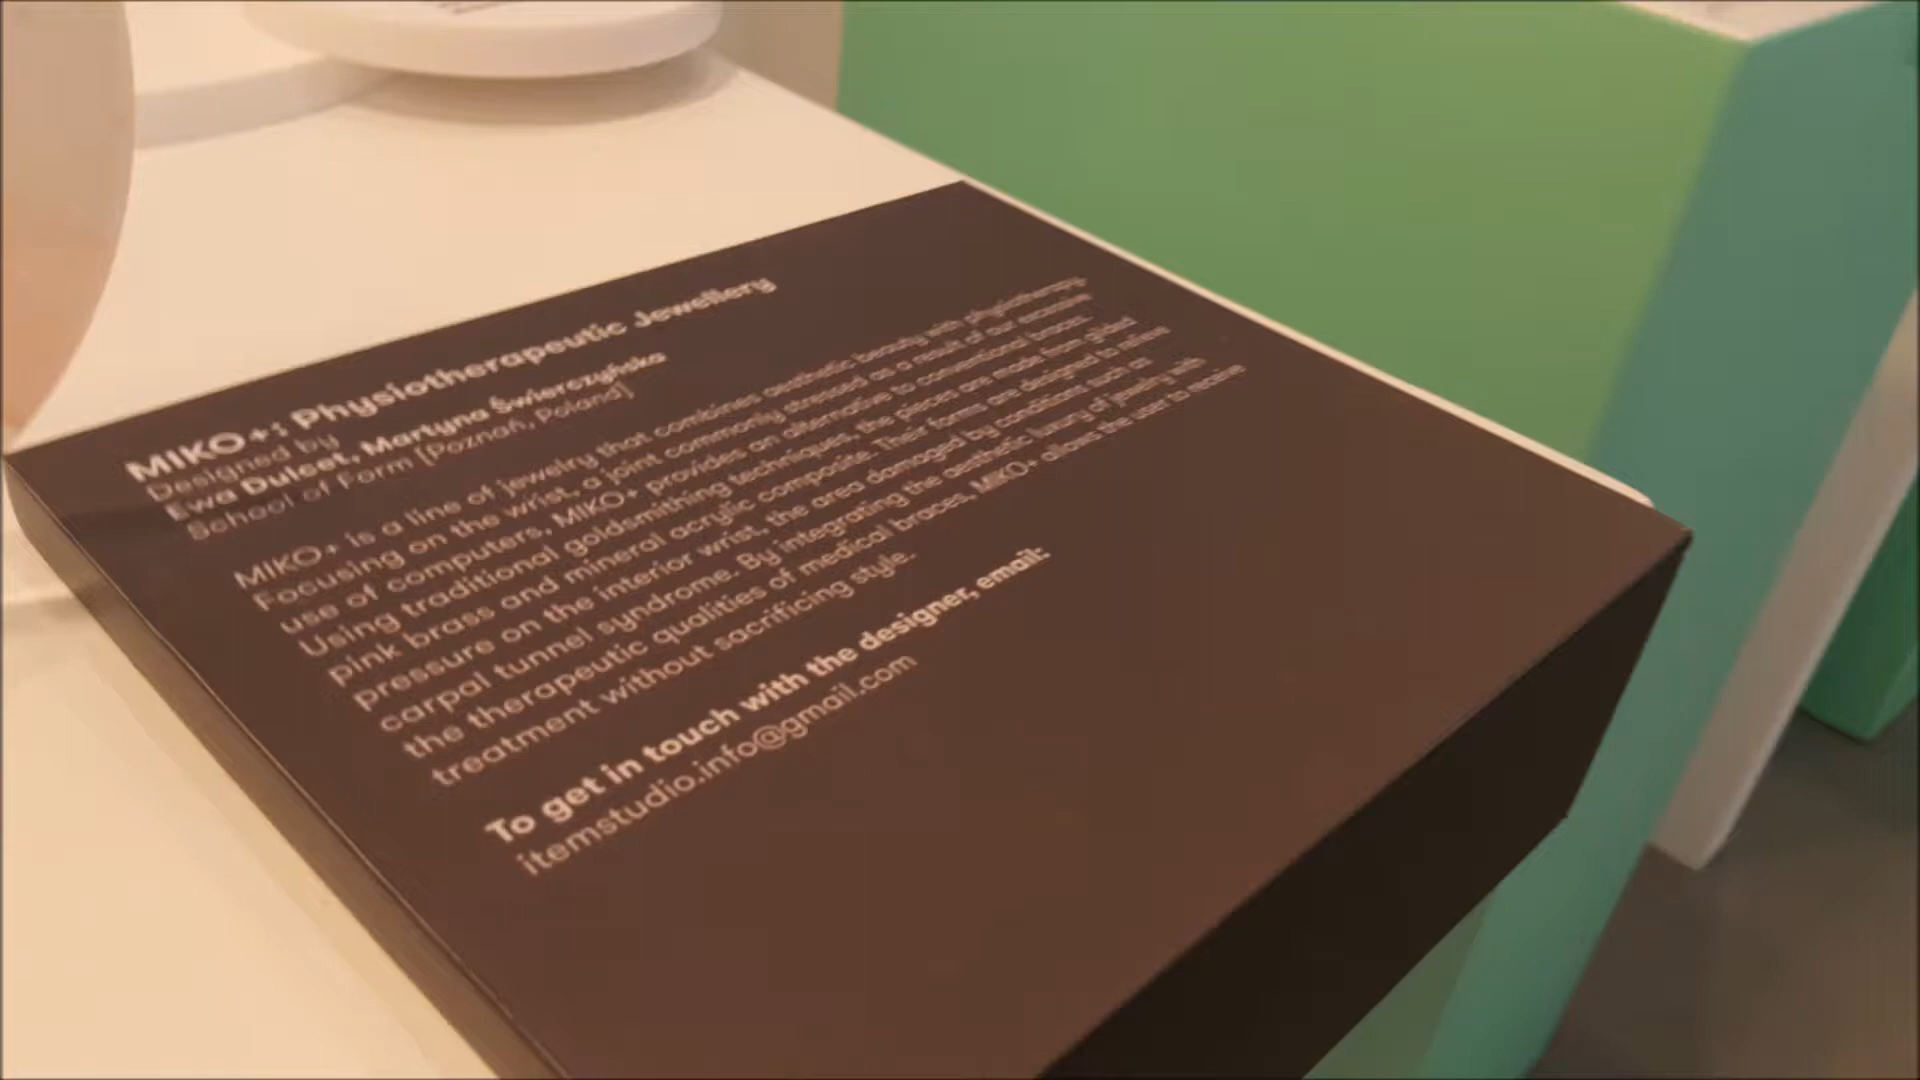 MIKO+: Physiotherapeutic Jewellery
Designed by
Ewa Dulcet, Martyna Świerczyńska
School of Form [Poznań, Poland]
MIKO+ is a line of jewelry that combines aesthetic beauty with physiotherapy.
Focusing on the wrist, a joint commonly stressed as a result of our excessive
use of computers, MIKO+ provides an alternative to conventional braces.
Using traditional goldsmithing techniques, the pieces are made from gilded
pink brass and mineral acrylic composite. Their forms are designed to relieve
pressure on the interior wrist, the area damaged by conditions such as
carpal tunnel syndrome. By integrating the aesthetic luxury of jewelry with
the therapeutic qualities of medical braces, MIKO+ allows the user to receive
treatment without sacrificing style.
To get in touch with the designer, email:
itemstudio.info@gmail.com